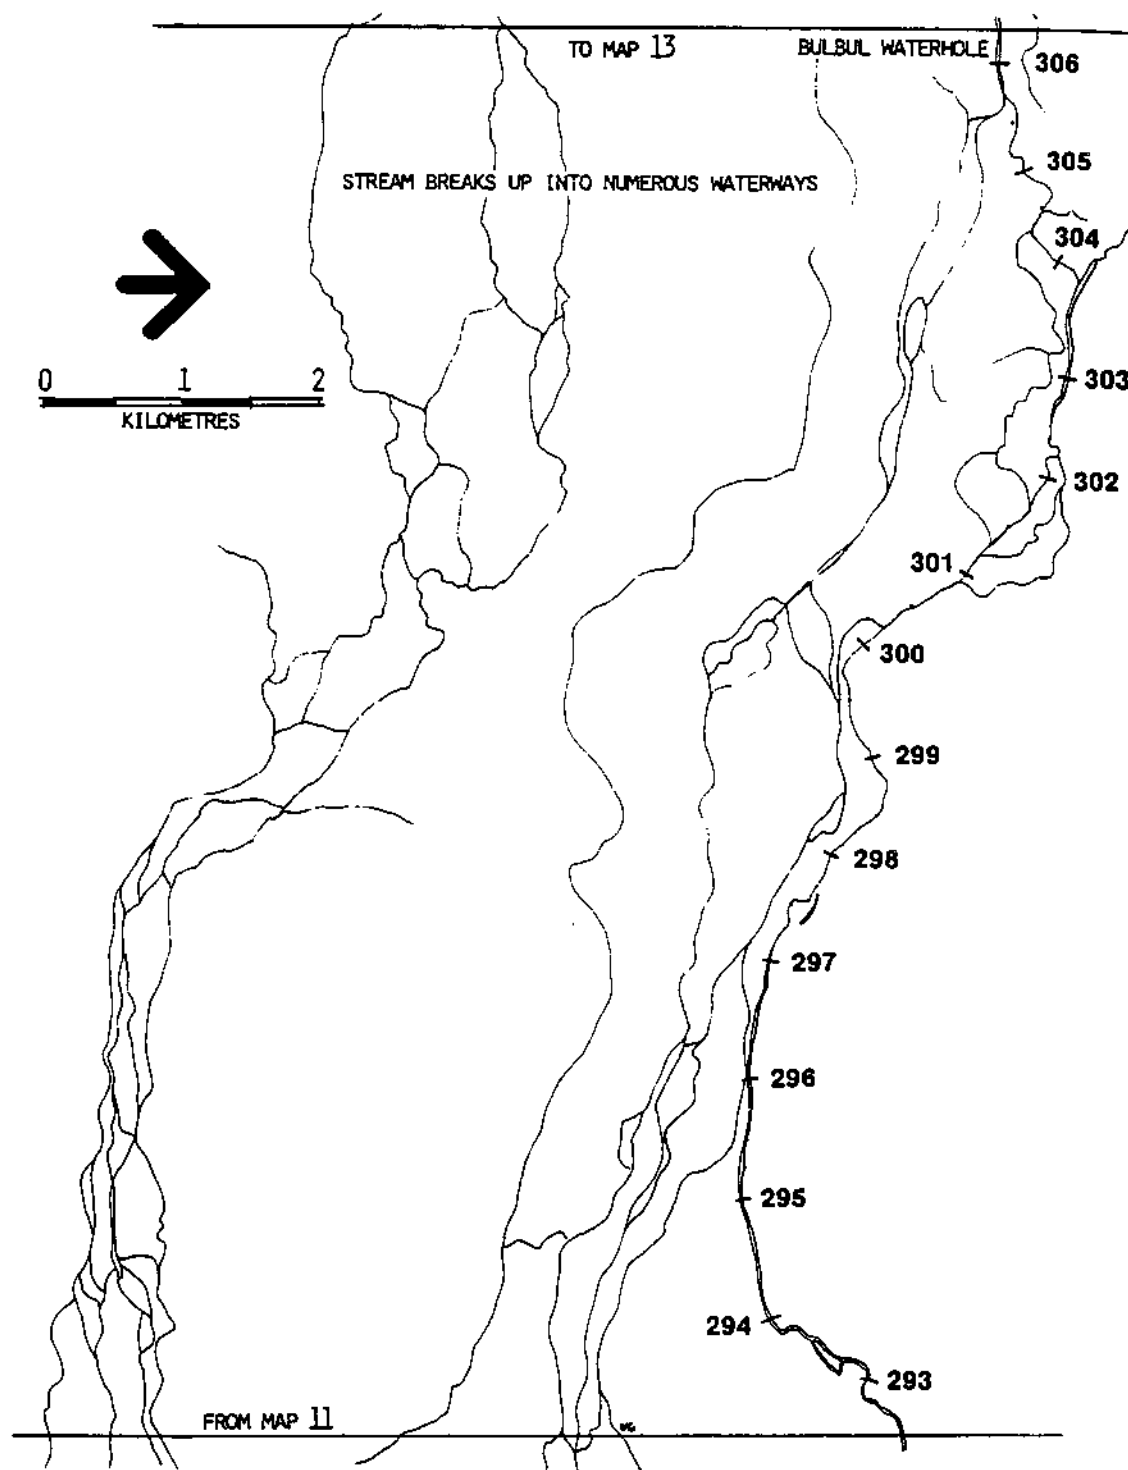 TO MAP 13
BULBUL WATERHOLE
306
305
STREAM BREAKS UP INTO NUMEROUS WATERWAYS
304
0 1 2
KILOMETRES
303
302
301
300
299
298
297
296
295
294
293
FROM MAP 11